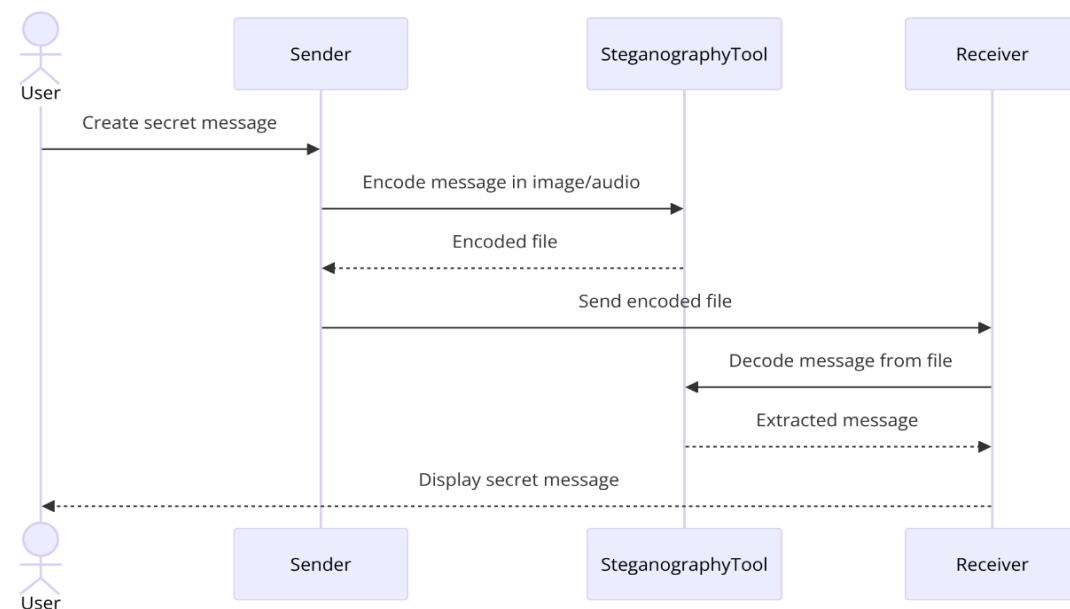 User
Sender
SteganographyTool
Receiver
Create secret message
Encode message in image/audio
Encoded file
Send encoded file
Decode message from file
Extracted message
Display secret message
User
Sender
SteganographyTool
Receiver